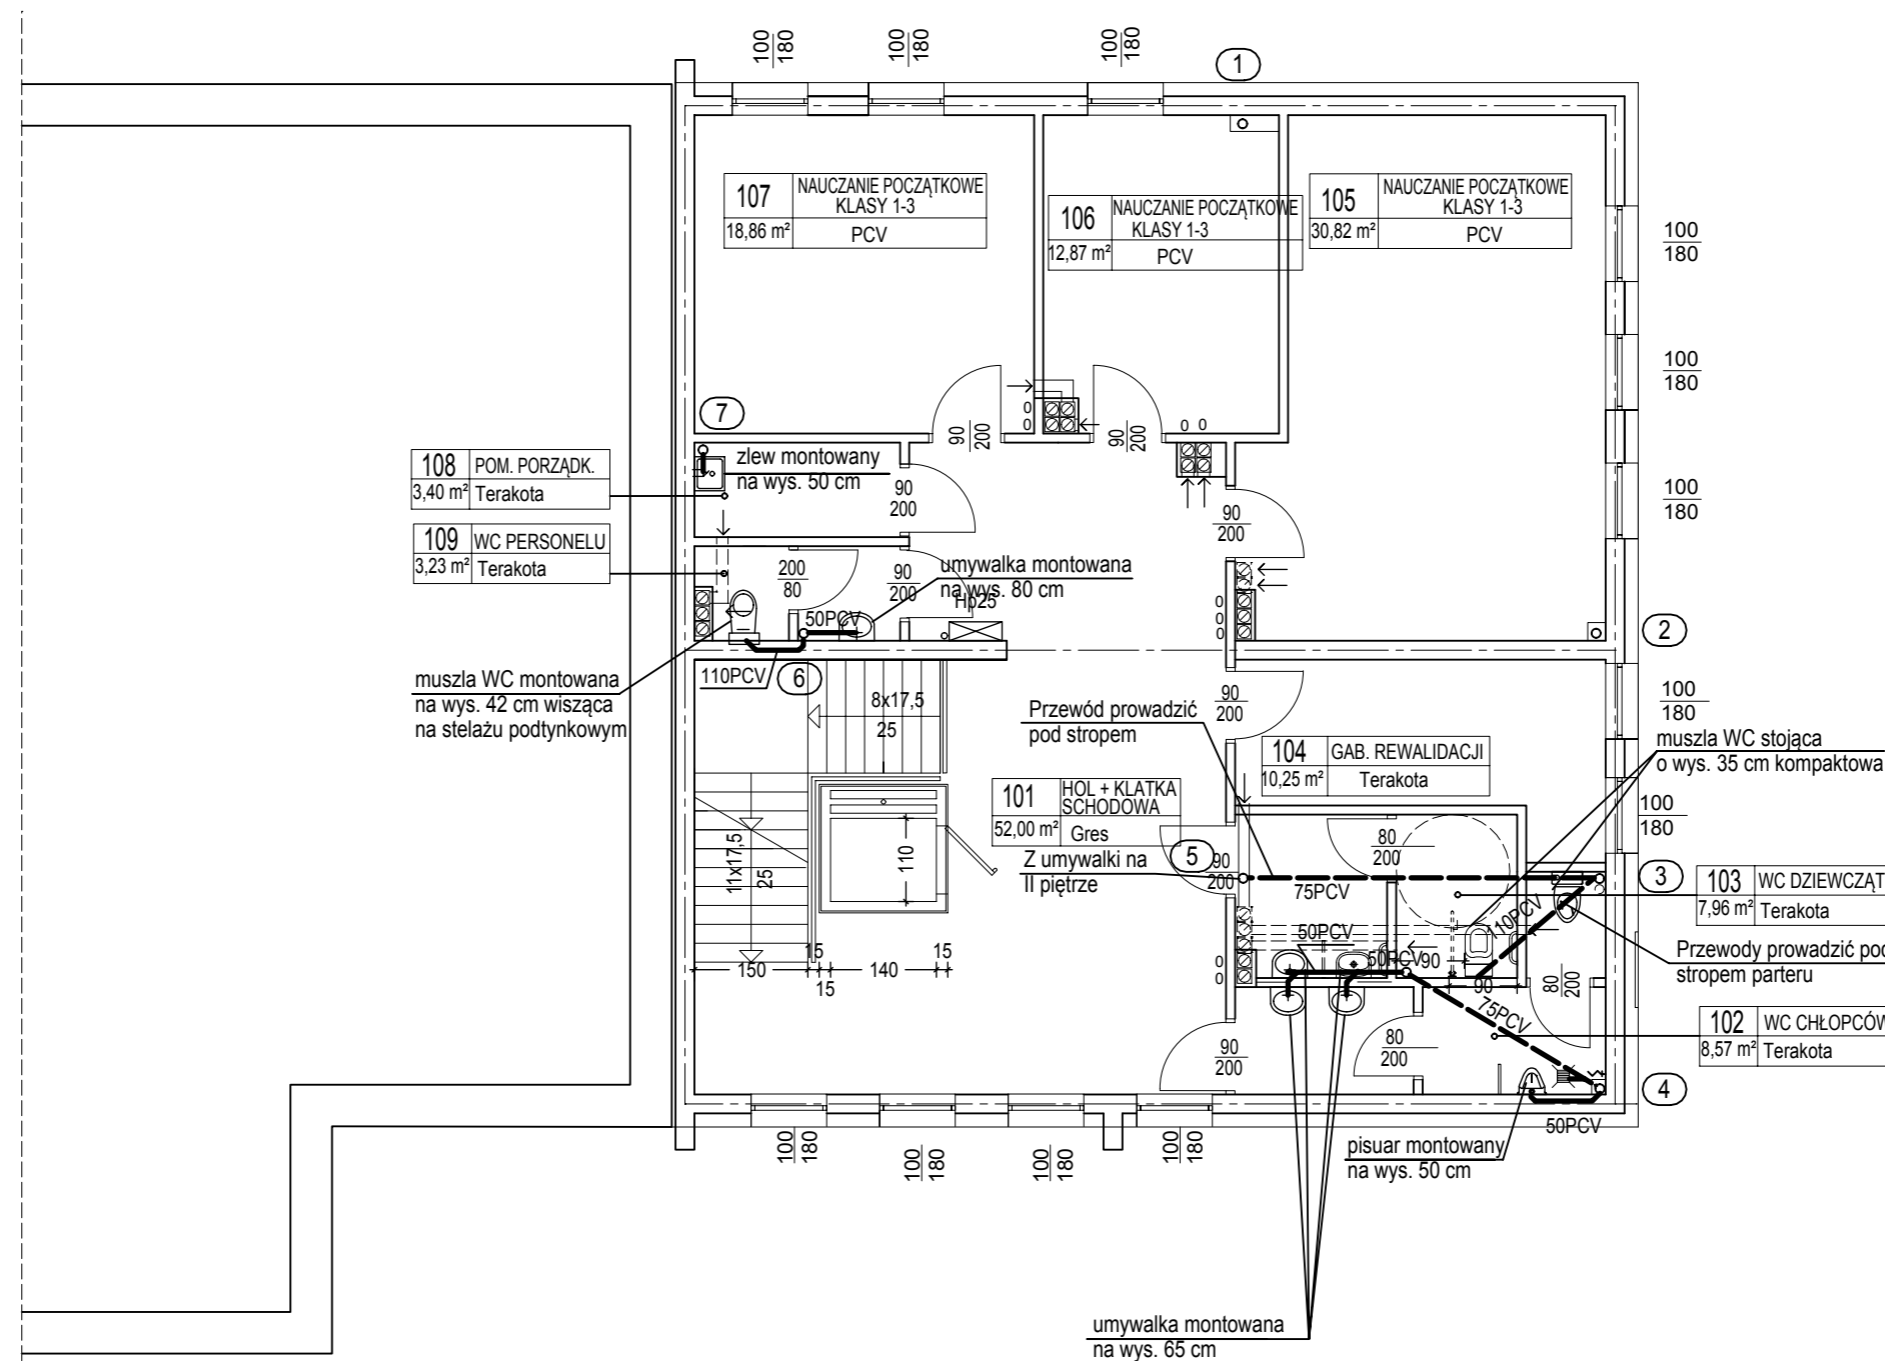 100
180
100
180
100
180
1
107
NAUCZANIE POCZĄTKOWE
KLASY 1-3
18,86 m²
PCV
106
NAUCZANIE POCZĄTKOWE
KLASY 1-3
12,87 m²
PCV
105
NAUCZANIE POCZĄTKOWE
KLASY 1-3
30,82 m²
PCV
100
180
100
180
100
180
7
0
0
0 0
90
200
90
200
108
POM. PORZĄDK.
3,40 m²
Terakota
zlew montowany
na wys. 50 cm
90
200
90
200
109
WC PERSONELU
3,23 m²
Terakota
200
80
90
200
umywalka montowana
na wys. 80 cm
Hp25
50PCV
0
0
0
2
110PCV
6
muszla WC montowana
na wys. 42 cm wisząca
na stelażu podtynkowym
8x17,5
25
Przewód prowadzić
pod stropem
90
200
100
180
104
GAB. REWALIDACJI
10,25 m²
Terakota
muszla WC stojąca
o wys. 35 cm kompaktowa
101
HOL + KLATKA
SCHODOWA
52,00 m²
Gres
100
180
11x17,5
25
110
Z umywalki na
II piętrze
5
90
200
80
200
75PCV
3
103
WC DZIEWCZĄT
7,96 m²
Terakota
110PCV
50PCV
50PCV
90
90
Przewody prowadzić pod
stropem parteru
0
0
150
15
15
140
15
80
200
75PCV
102
WC CHŁOPCÓW
8,57 m²
Terakota
90
200
80
200
4
50PCV
100
180
100
180
100
180
100
180
pisuar montowany
na wys. 50 cm
umywalka montowana
na wys. 65 cm